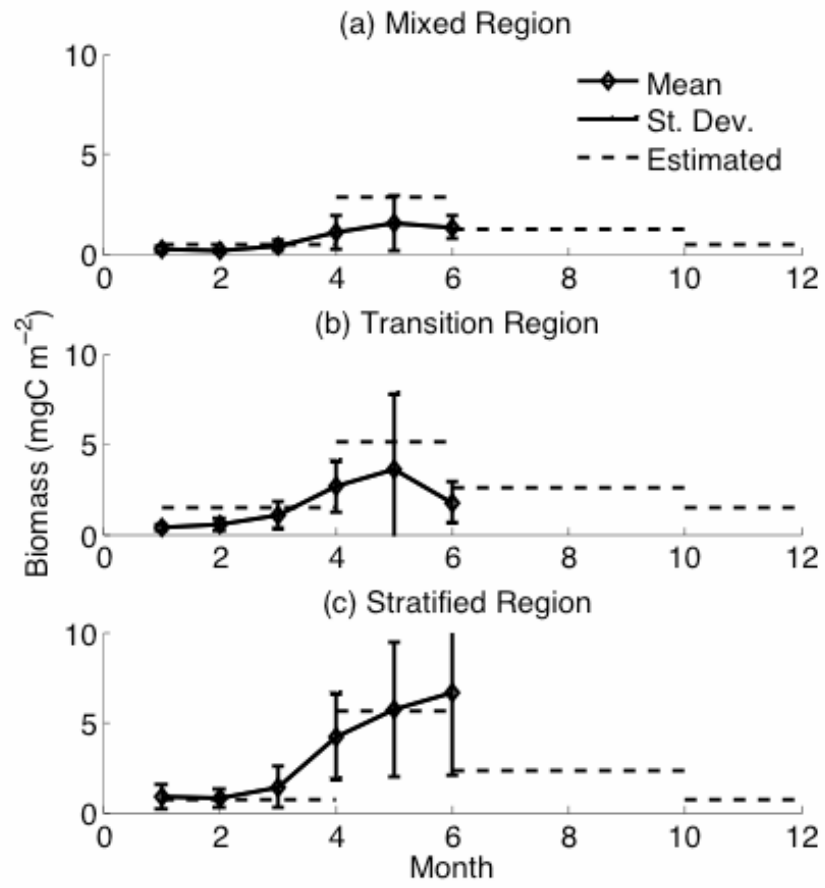 (a) Mixed Region
10
5
0
0 2 4 6 8 10 12
Mean
St. Dev.
Estimated
(b) Transition Region
10
5
0
0 2 4 6 8 10 12
(c) Stratified Region
10
5
0
0 2 4 6 8 10 12
Month
Biomass (mgC m⁻²)